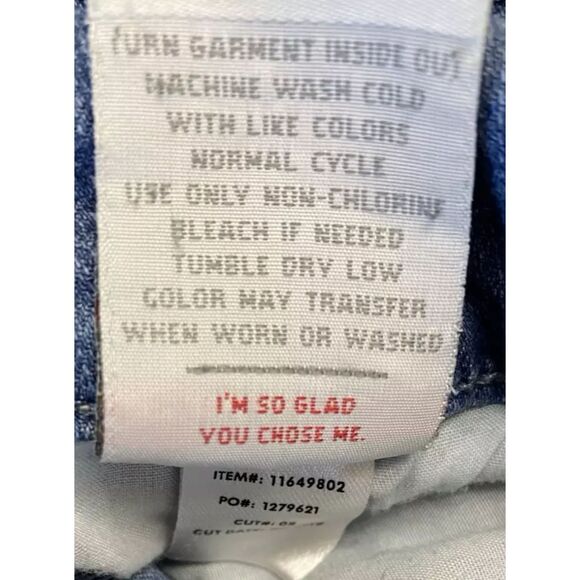 TURN GARMENT INSIDE OUT
MACHINE WASH COLD
WITH LIKE COLORS
NORMAL CYCLE
USE ONLY NON-CHLORINE
BLEACH IF NEEDED
TUMBLE DRY LOW
COLOR MAY TRANSFER
WHEN WORN OR WASHED
I'M SO GLAD
YOU CHOSE ME.
ITEM#: 11649802
PO#: 1279621
CUT#:
CUT